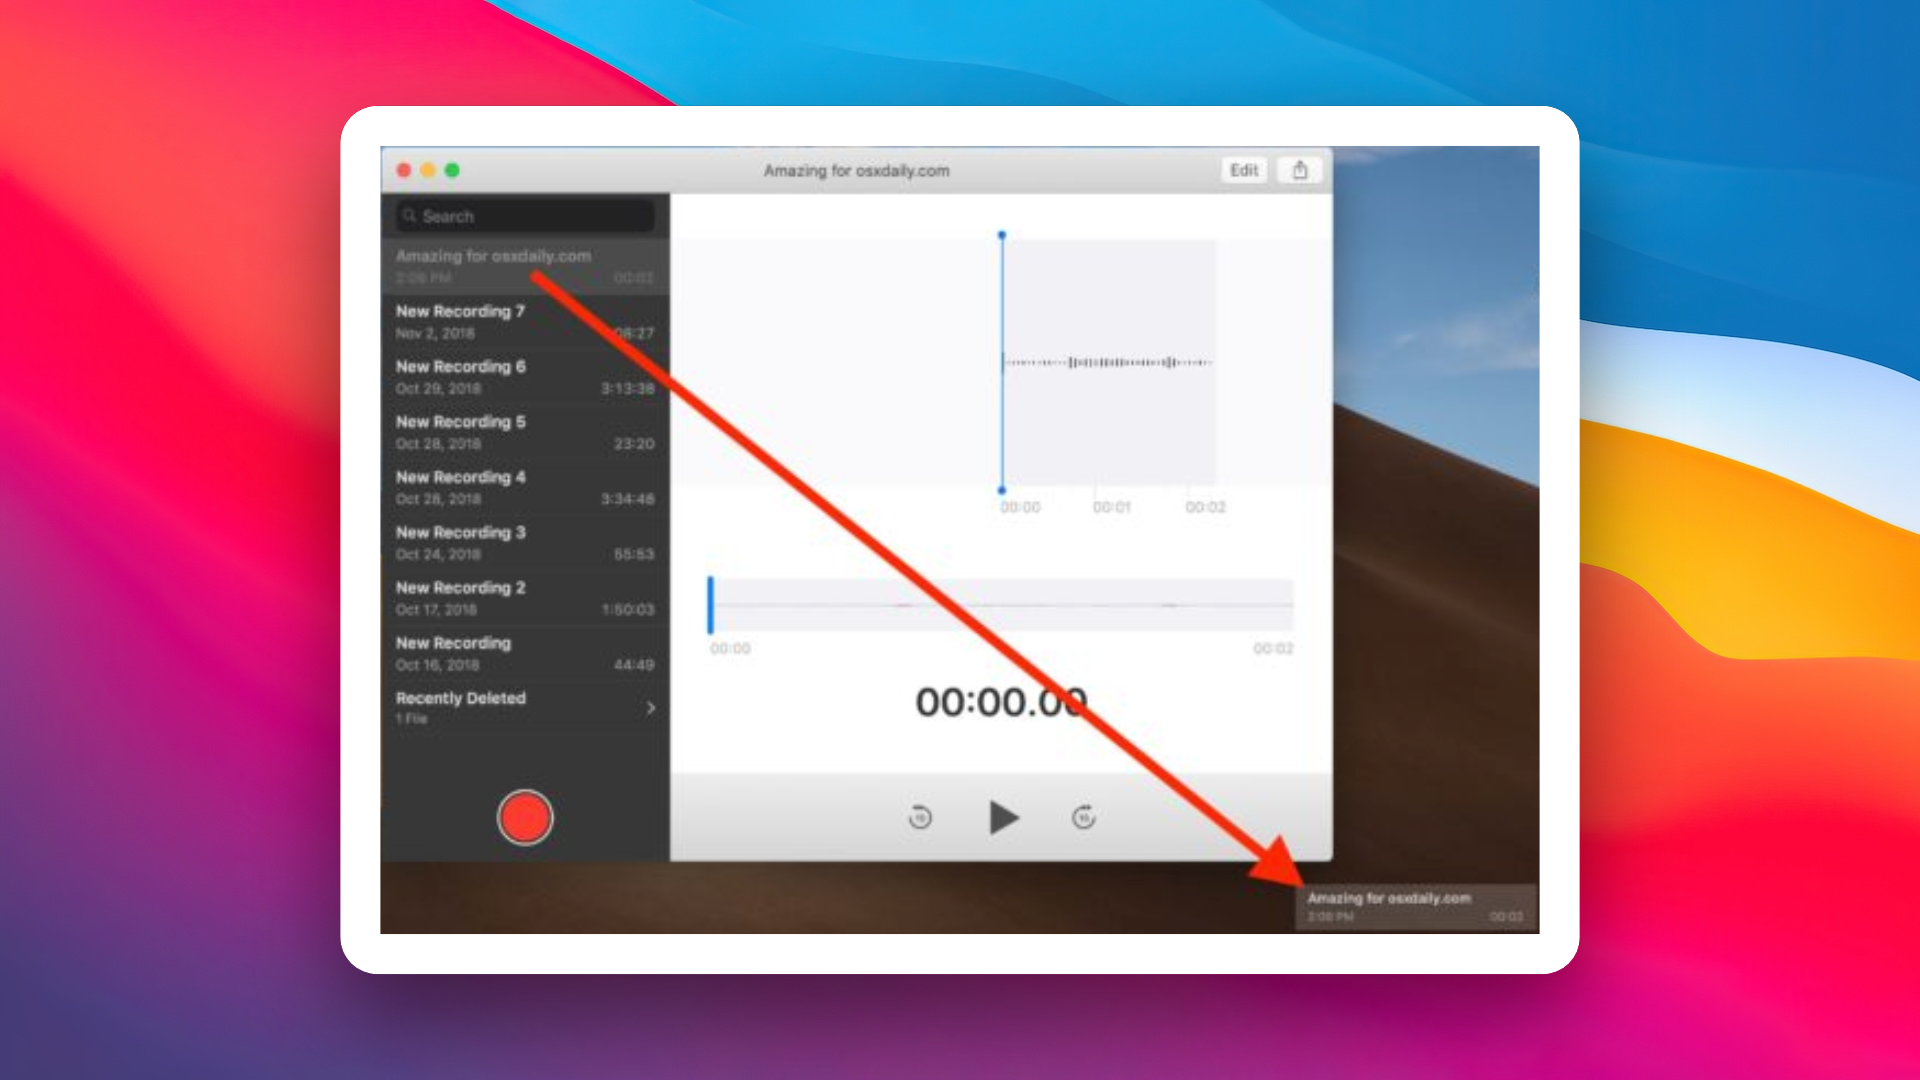 Amazing for osxdaily.com
Edit
Search
Amazing for osxdaily.com
2:08 PM 00:02
New Recording 7
Nov 2, 2018 08:27
New Recording 6
Oct 29, 2018 3:13:38
New Recording 5
Oct 28, 2018 23:20
New Recording 4
Oct 26, 2018 3:34:46
New Recording 3
Oct 24, 2018 55:53
New Recording 2
Oct 17, 2018 1:50:03
New Recording
Oct 16, 2018 44:49
Recently Deleted
1 File
00:00 00:01 00:02
00:00 00:02
00:00.00
15 15
Amazing for osxdaily.com
2:08 PM 00:02